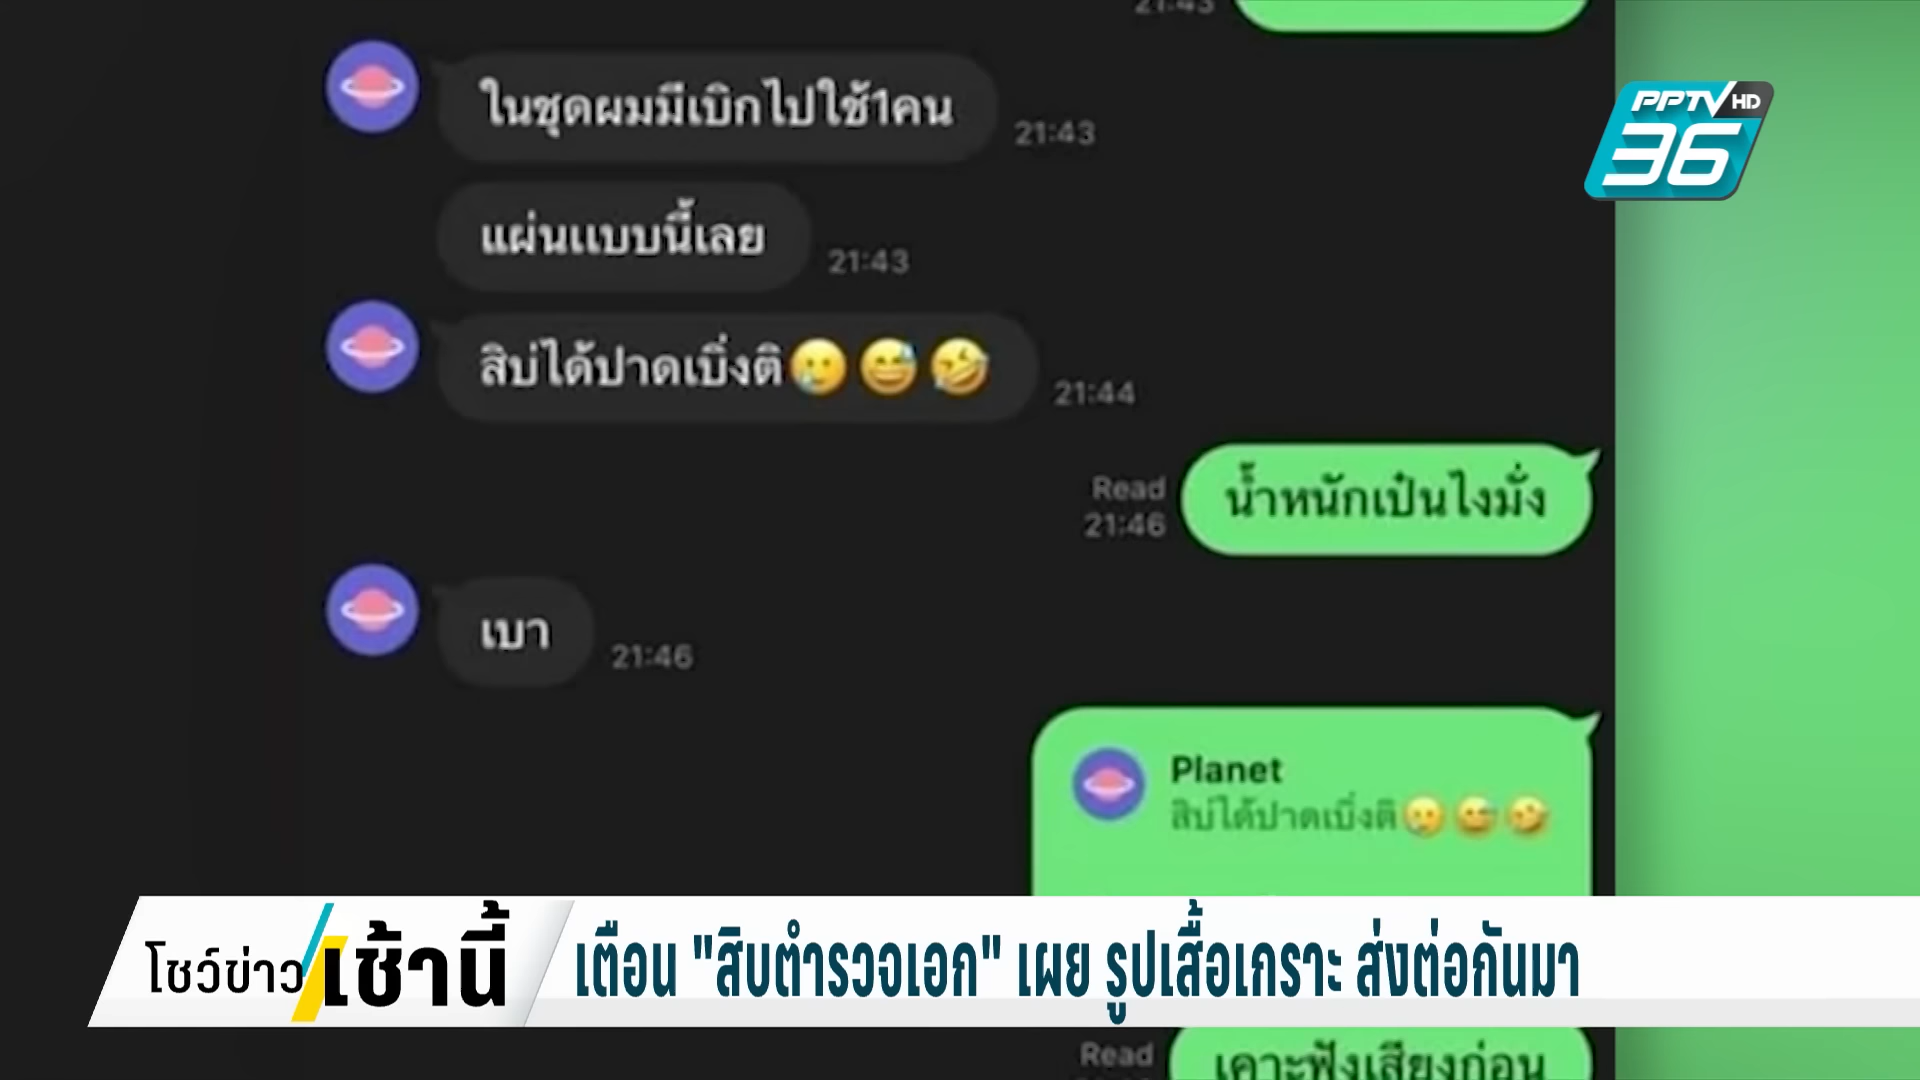 21:43
ในชุดผมมีเบิกไปใช้1คน
21:43
แผ่นแบบนี้เลย
21:43
สิบ่ได้ปาดเบิ่งติ🥲😅🤣
21:44
Read
21:46
น้ำหนักเป๋นไงมั่ง
เบา
21:46
Planet
สิบ่ได้ปาดเบิ่งติ🥲😅🤣
Read
เคาะฟังเสียงก่อน
PPTV HD
36
โชว์ข่าว เช้านี้
เตือน "สิบตำรวจเอก" เผย รูปเสื้อเกราะ ส่งต่อกันมา